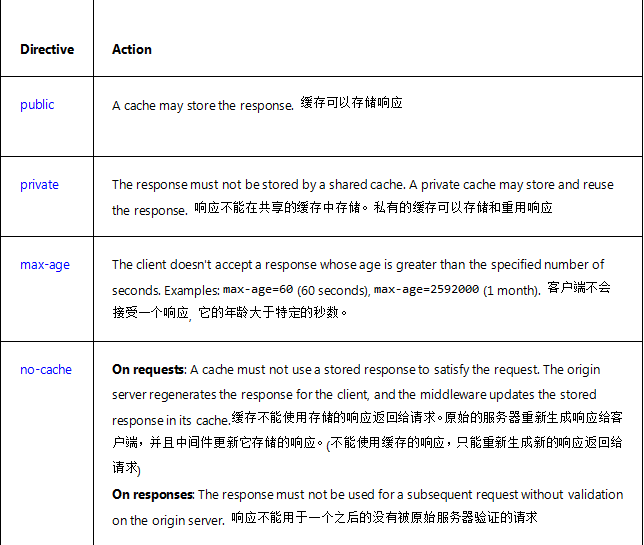 Directive Action
public A cache may store the response. 缓存可以存储响应
private The response must not be stored by a shared cache. A private cache may store and reuse
the response. 响应不能在共享的缓存中存储。私有的缓存可以存储和重用响应
max-age The client doesn't accept a response whose age is greater than the specified number of
seconds. Examples: max-age=60 (60 seconds), max-age=2592000 (1 month). 客户端不会
接受一个响应, 它的年龄大于特定的秒数。
no-cache On requests: A cache must not use a stored response to satisfy the request. The origin
server regenerates the response for the client, and the middleware updates the stored
response in its cache.缓存不能使用存储的响应返回给请求。原始的服务器重新生成响应给客
户端，并且中间件更新它存储的响应。(不能使用缓存的响应，只能重新生成新的响应返回给
请求)
On responses: The response must not be used for a subsequent request without validation
on the origin server. 响应不能用于一个之后的没有被原始服务器验证的请求